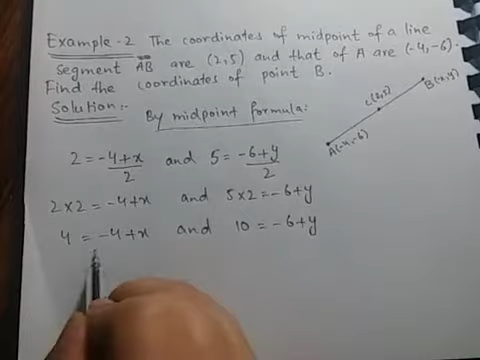 Example-2 The coordinates of midpoint of a line
segment AB are (2,5) and that of A are (-4,-6).
Find the coordinates of point B.
Solution:-
By midpoint formula:
C(2,5)
B(x,y)
A(-4,-6)
2 = -4+x/2 and 5 = -6+y/2
2×2 = -4+x and 5×2 = -6+y
4 = -4+x and 10 = -6+y